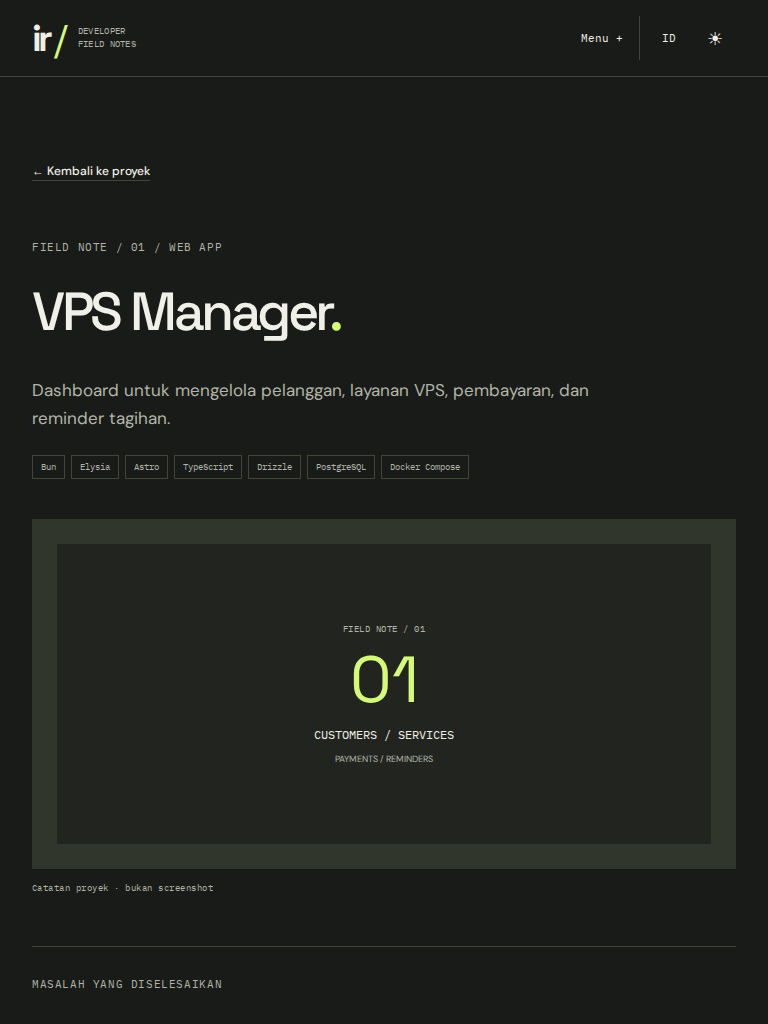 ir/
DEVELOPER
FIELD NOTES
Menu +
ID
← Kembali ke proyek
FIELD NOTE / 01 / WEB APP
VPS Manager.
Dashboard untuk mengelola pelanggan, layanan VPS, pembayaran, dan
reminder tagihan.
Bun
Elysia
Astro
TypeScript
Drizzle
PostgreSQL
Docker Compose
FIELD NOTE / 01
01
CUSTOMERS / SERVICES
PAYMENTS / REMINDERS
Catatan proyek · bukan screenshot
MASALAH YANG DISELESAIKAN